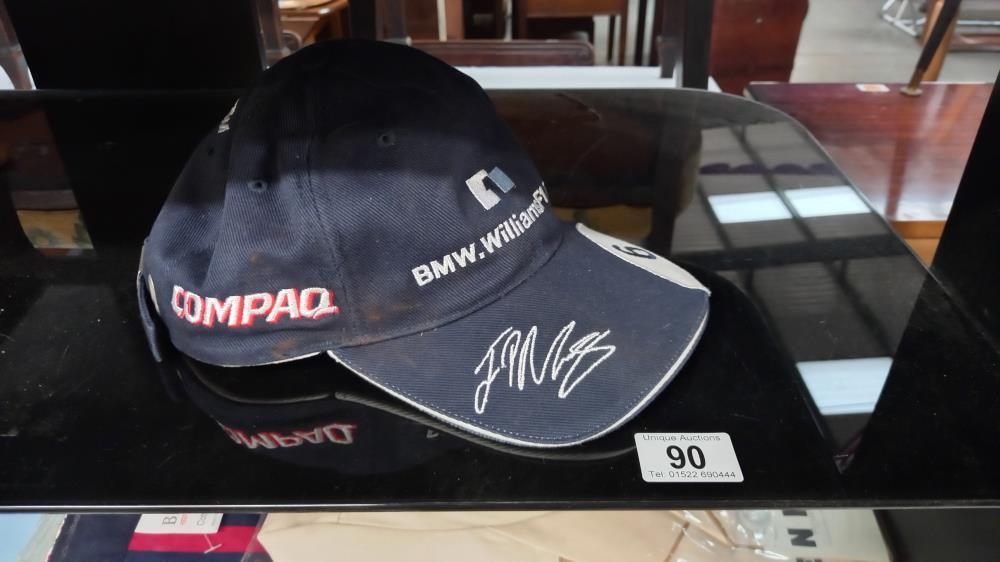 BMW.WilliamsF1
6
COMPAQ
Unique Auctions
90
Tel: 01522 690444